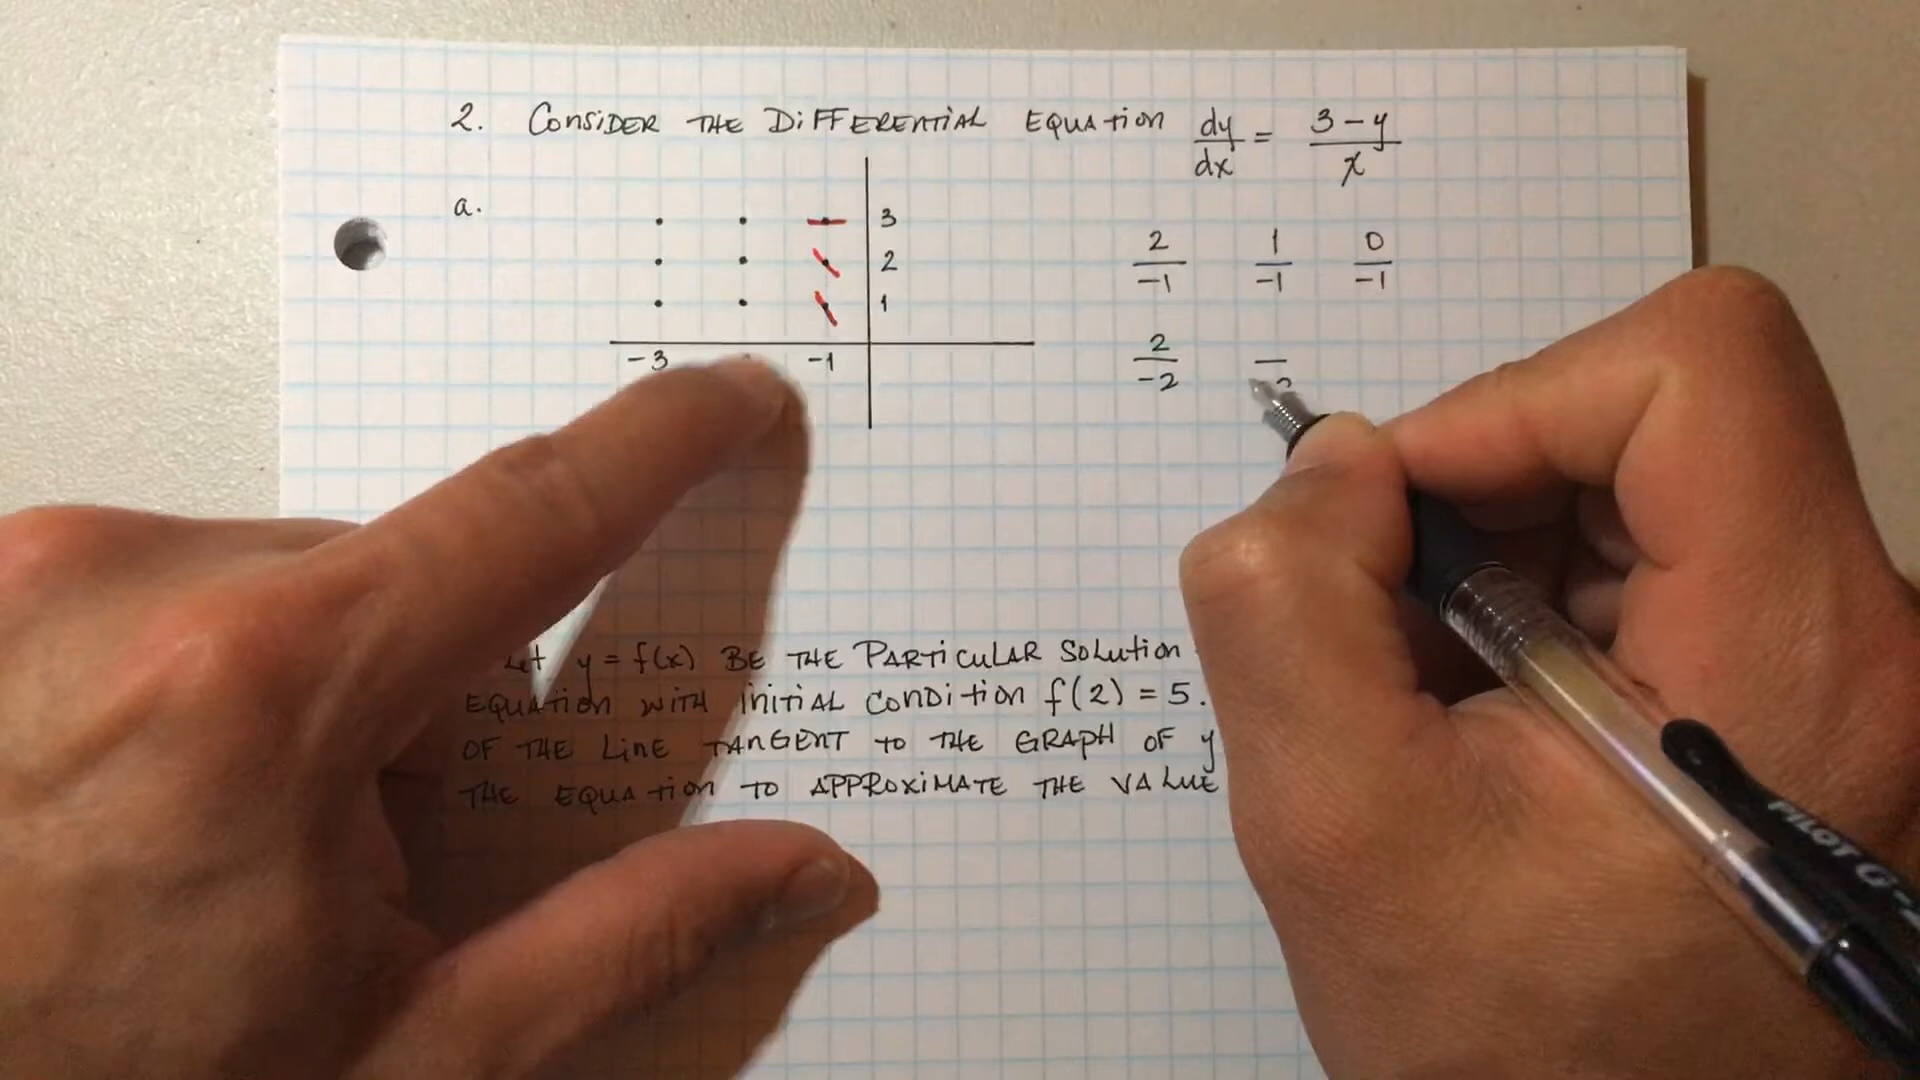 2. CONSIDER THE DIFFERENTIAL EQUATION dy/dx = 3-y/x
a.
3
2
1
-3 -1
2/-1 1/-1 0/-1
2/-2
y = f(x) BE THE PARTICULAR SOLUTION
EQUATION WITH INITIAL CONDITION f(2) = 5.
OF THE LINE TANGENT TO THE GRAPH OF y
THE EQUATION TO APPROXIMATE THE VALUE
PILOT G-